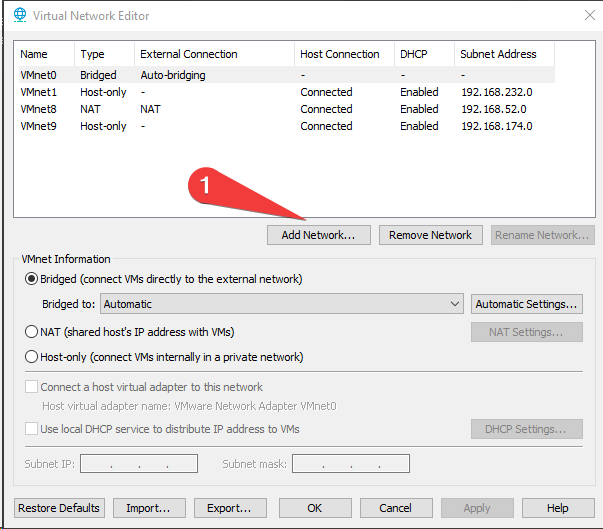 Virtual Network Editor
Name Type External Connection Host Connection DHCP Subnet Address
VMnet0 Bridged Auto-bridging - - -
VMnet1 Host-only - Connected Enabled 192.168.232.0
VMnet8 NAT NAT Connected Enabled 192.168.52.0
VMnet9 Host-only - Connected Enabled 192.168.174.0
1
Add Network... Remove Network Rename Network...
VMnet Information
Bridged (connect VMs directly to the external network)
Bridged to: Automatic Automatic Settings...
NAT (shared host's IP address with VMs) NAT Settings...
Host-only (connect VMs internally in a private network)
Connect a host virtual adapter to this network
Host virtual adapter name: VMware Network Adapter VMnet0
Use local DHCP service to distribute IP address to VMs DHCP Settings...
Subnet IP: . . . Subnet mask: . . .
Restore Defaults Import... Export... OK Cancel Apply Help